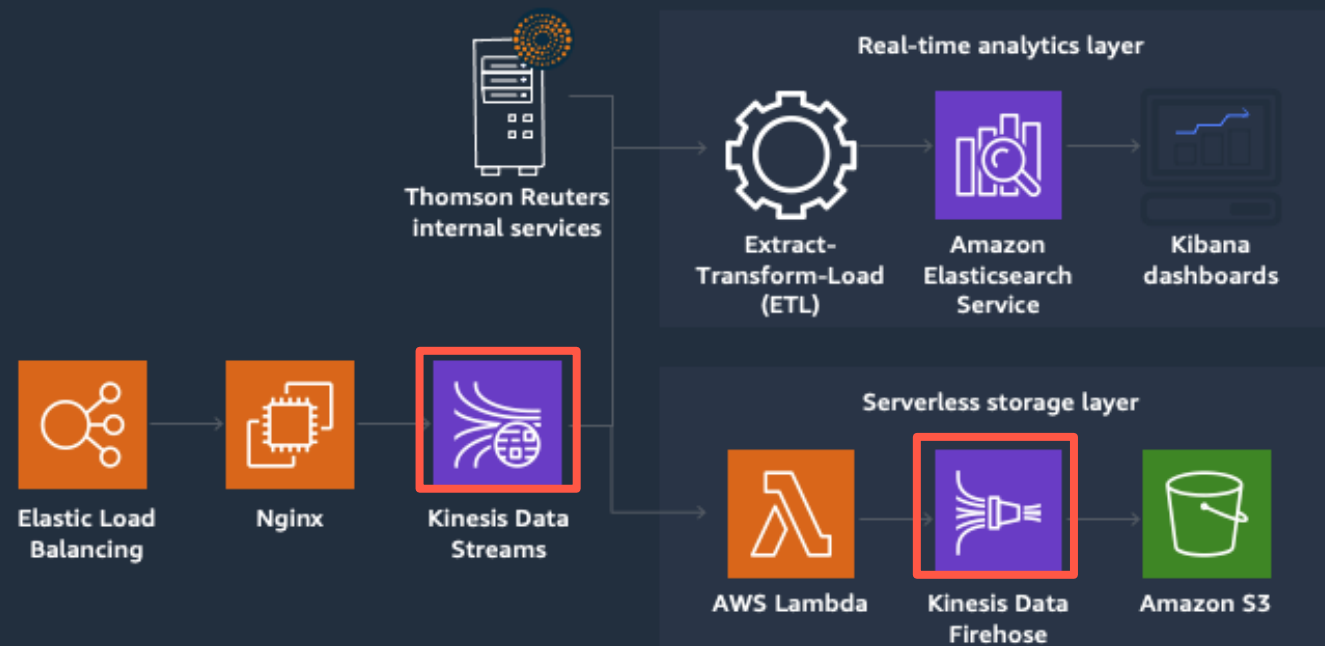 Real-time analytics layer
Thomson Reuters
internal services
Extract-
Transform-Load
(ETL)
Amazon
Elasticsearch
Service
Kibana
dashboards
Elastic Load
Balancing
Nginx
Kinesis Data
Streams
Serverless storage layer
AWS Lambda
Kinesis Data
Firehose
Amazon S3